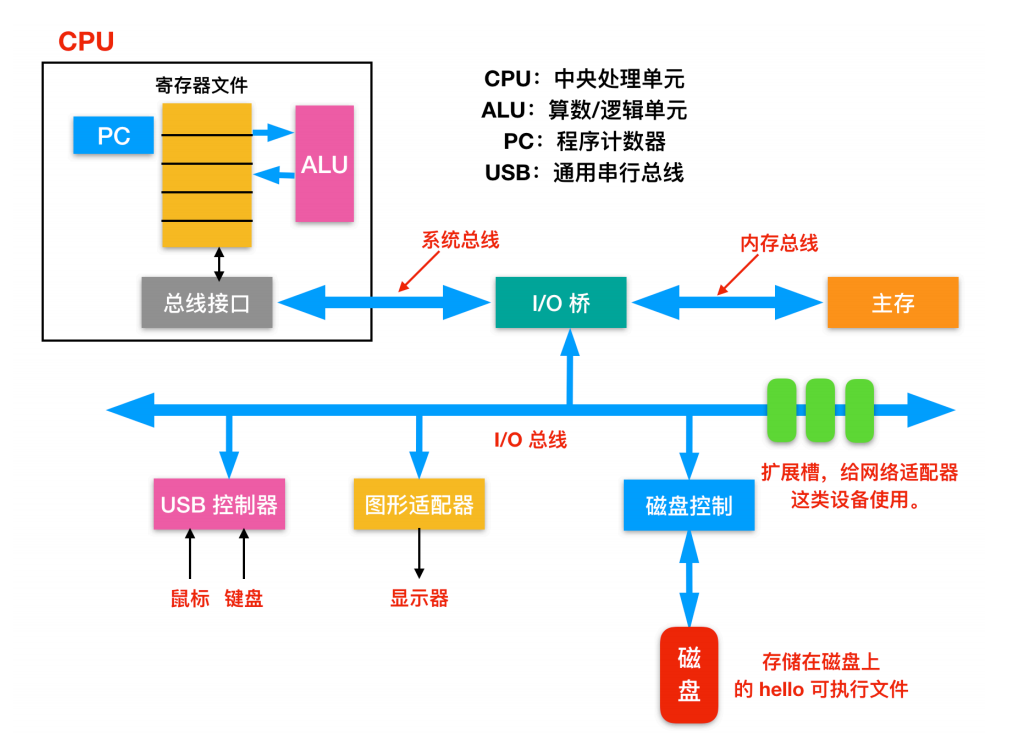 CPU
寄存器文件
PC
ALU
总线接口
CPU：中央处理单元
ALU：算数/逻辑单元
PC：程序计数器
USB：通用串行总线
系统总线
内存总线
I/O 桥
主存
I/O 总线
扩展槽，给网络适配器
这类设备使用。
USB 控制器
图形适配器
磁盘控制
鼠标
键盘
显示器
磁
盘
存储在磁盘上
的 hello 可执行文件